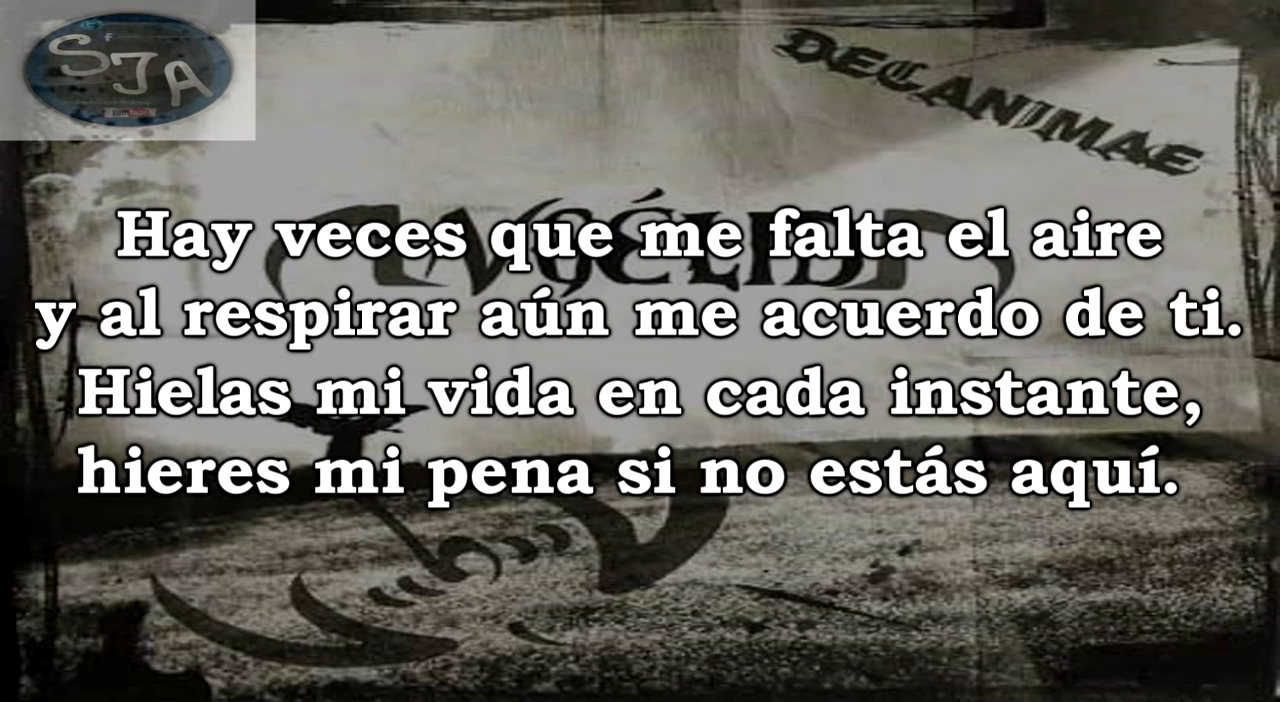 SJA
DECANIMAE
Hay veces que me falta el aire
y al respirar aún me acuerdo de ti.
Hielas mi vida en cada instante,
hieres mi pena si no estás aquí.